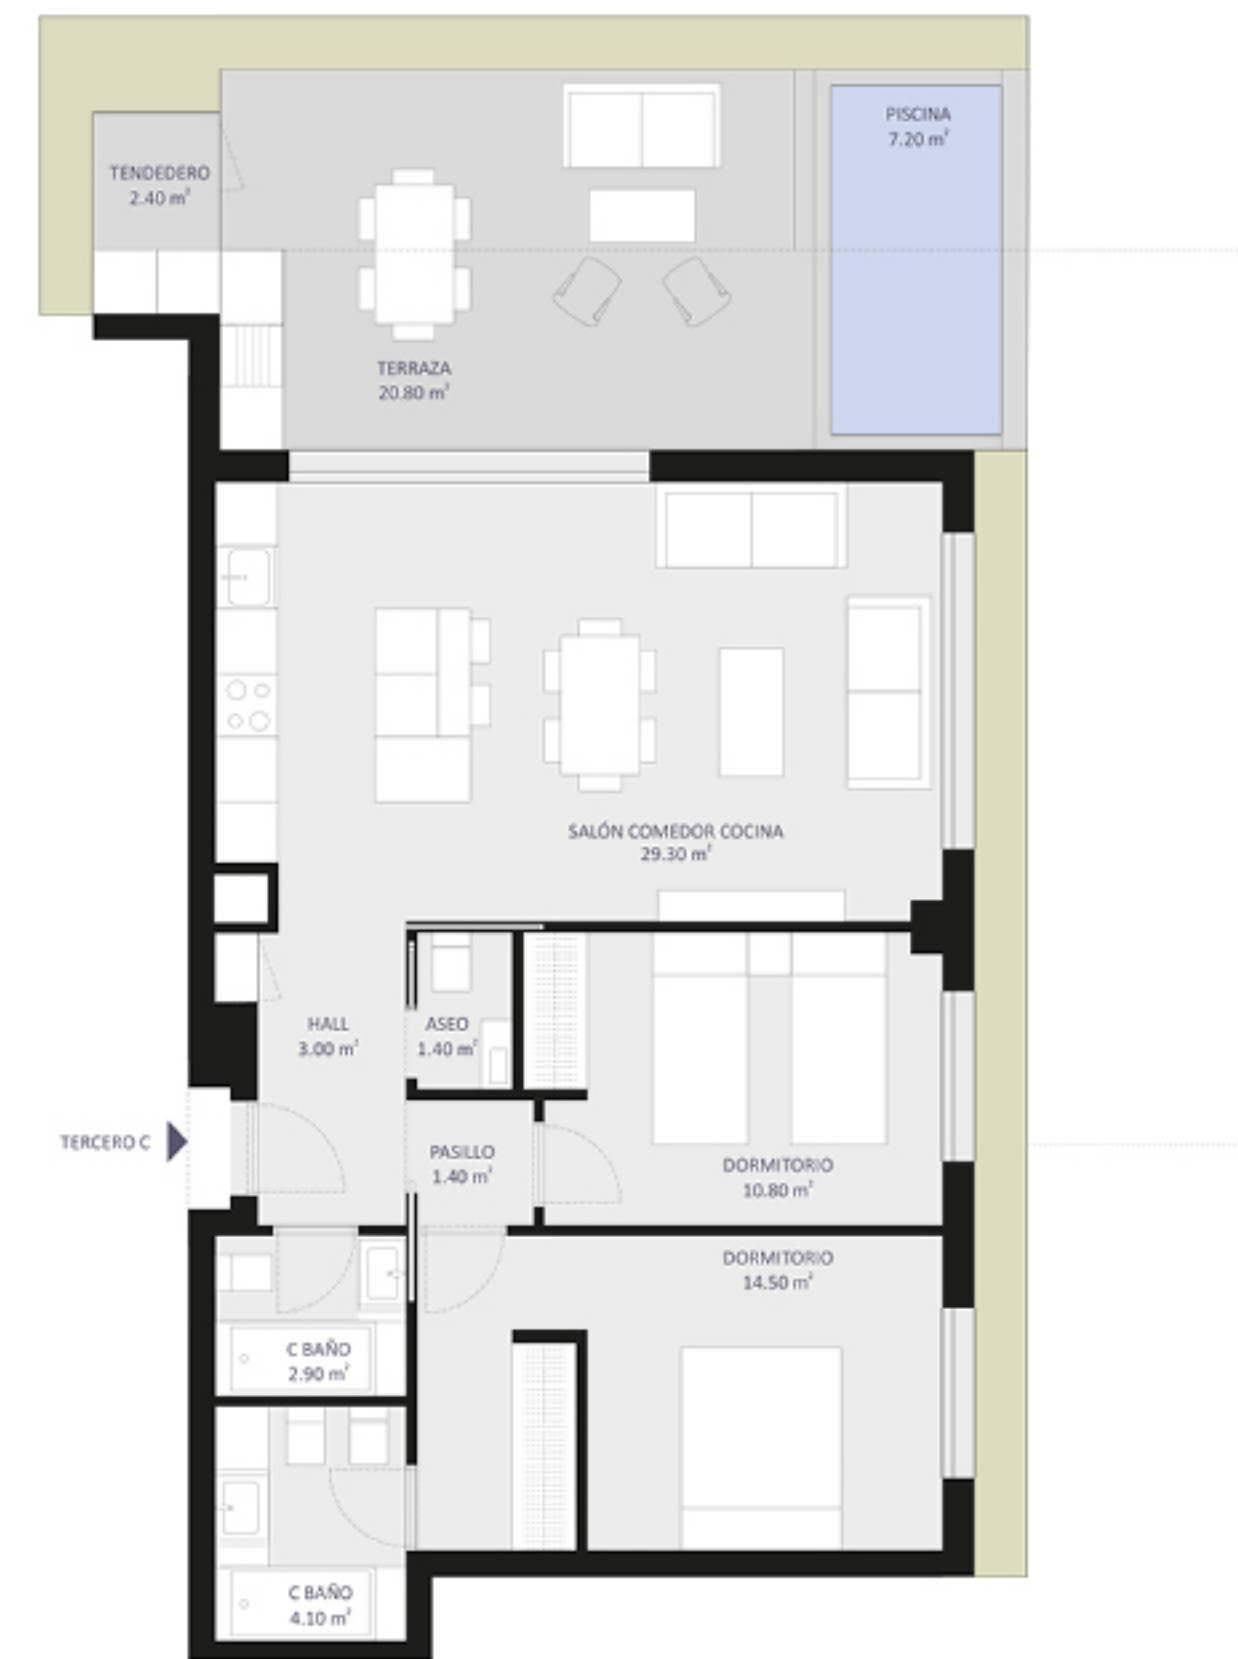 PISCINA
7.20 m²
TENDEDERO
2.40 m²
TERRAZA
20.80 m²
SALÓN COMEDOR COCINA
29.30 m²
HALL
3.00 m²
ASEO
1.40 m²
TERCERO C
PASILLO
1.40 m²
DORMITORIO
10.80 m²
DORMITORIO
14.50 m²
C BAÑO
2.90 m²
C BAÑO
4.10 m²